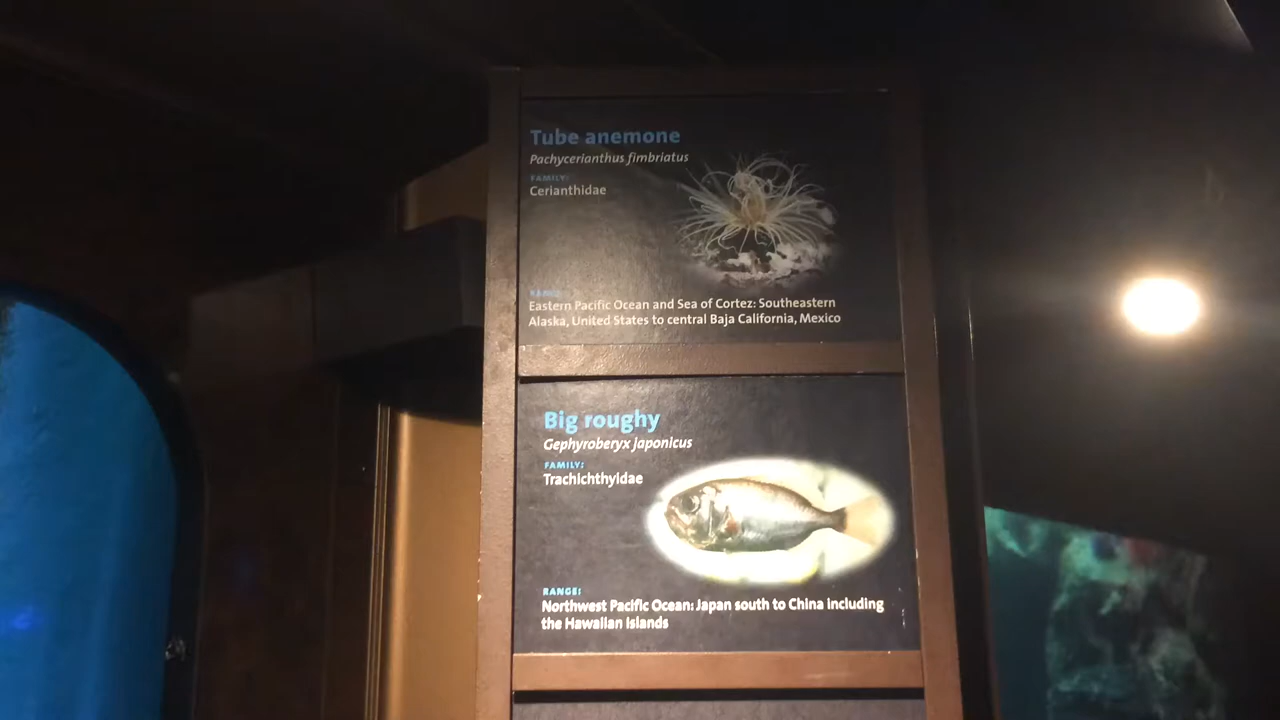 Tube anemone
Pachycerianthus fimbriatus
FAMILY:
Cerianthidae
RANGE:
Eastern Pacific Ocean and Sea of Cortez: Southeastern
Alaska, United States to central Baja California, Mexico
Big roughy
Gephyroberyx japonicus
FAMILY:
Trachichthyidae
RANGE:
Northwest Pacific Ocean: Japan south to China including
the Hawaiian Islands